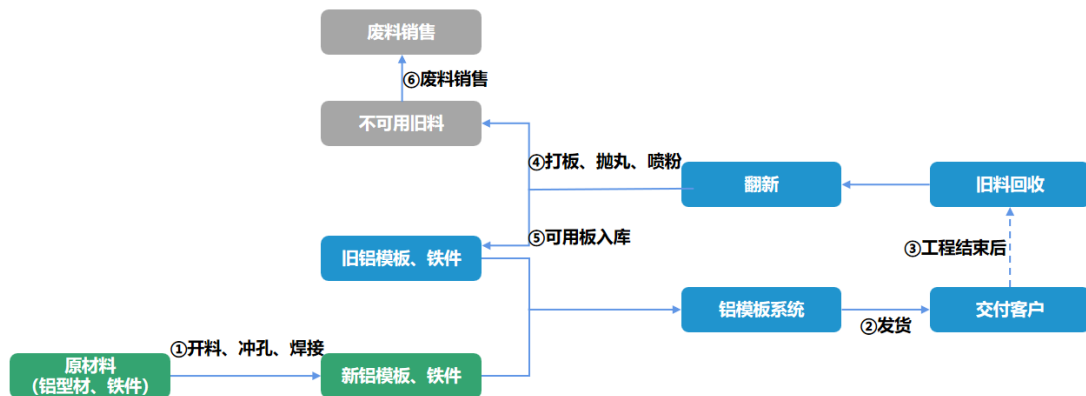 废料销售
⑥废料销售
不可用旧料
④打板、抛丸、喷粉
翻新
旧料回收
⑤可用板入库
旧铝模板、铁件
③工程结束后
铝模板系统
②发货
交付客户
①开料、冲孔、焊接
原材料
（铝型材、铁件）
新铝模板、铁件